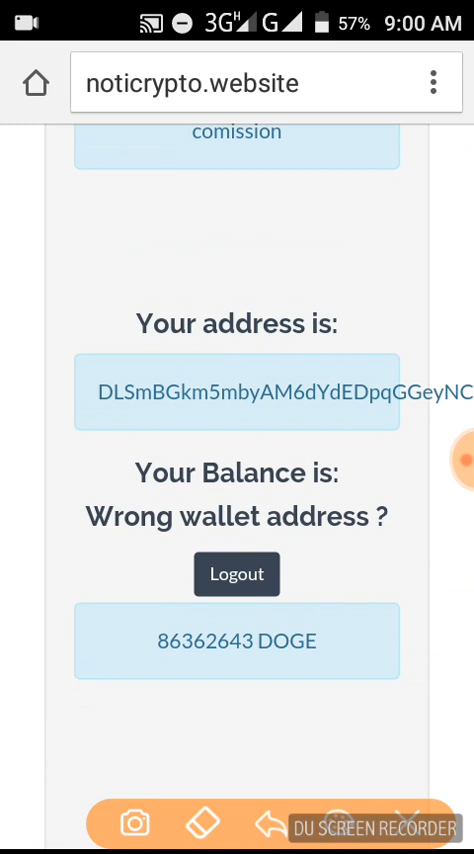 3G H G 57% 9:00 AM
noticrypto.website
comission
Your address is:
DLSmBGkm5mbyAM6dYdEDpqGGeyNC
Your Balance is:
Wrong wallet address ?
Logout
86362643 DOGE
DU SCREEN RECORDER